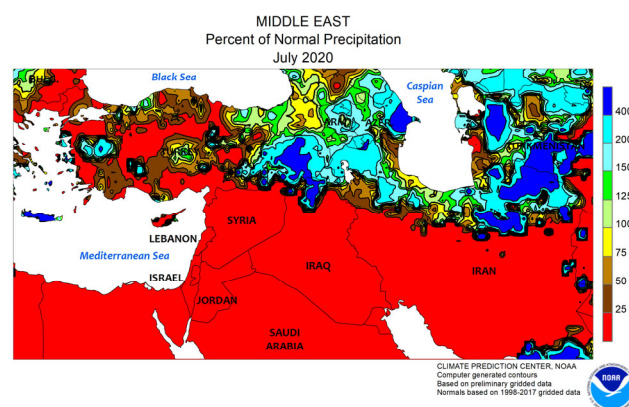 MIDDLE EAST
Percent of Normal Precipitation
July 2020
Black Sea
Caspian
Sea
400
200
150
125
100
75
50
25
SYRIA
LEBANON
Mediterranean Sea
ISRAEL
IRAQ
IRAN
JORDAN
SAUDI
ARABIA
CLIMATE PREDICTION CENTER, NOAA
Computer generated contours
Based on preliminary gridded data
Normals based on 1998-2017 gridded data
NOAA